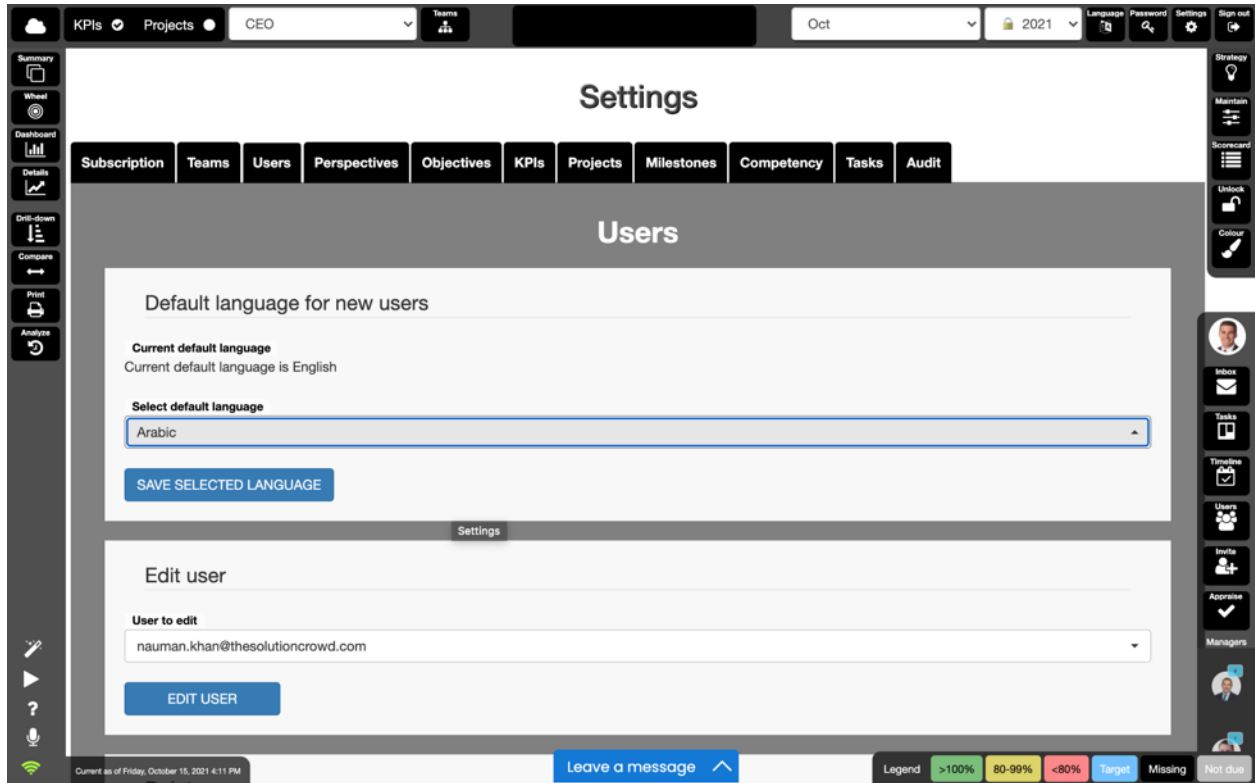 KPIs Projects CEO Teams Oct 2021 Language Password Settings Sign out
Summary
Wheel
Dashboard
Details
Drill-down
Compare
Print
Analyze
Settings
Subscription Teams Users Perspectives Objectives KPIs Projects Milestones Competency Tasks Audit
Users
Default language for new users
Current default language
Current default language is English
Select default language
Arabic
SAVE SELECTED LANGUAGE
Settings
Edit user
User to edit
nauman.khan@thesolutioncrowd.com
EDIT USER
Strategy
Maintain
Scorecard
Unlock
Colour
Inbox
Tasks
Timeline
Users
Invite
Appraise
Managers
?
Current as of Friday, October 15, 2021 4:11 PM
Leave a message
Legend >100% 80-99% <80% Target Missing Not due